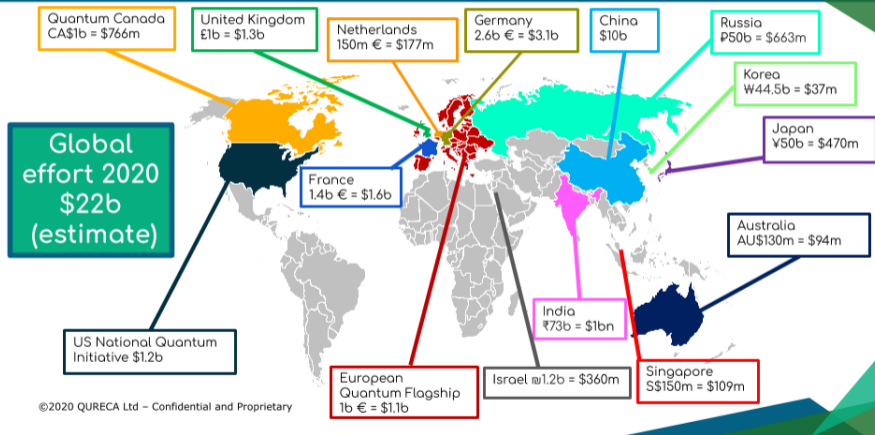 Quantum Canada
CA$1b = $766m
United Kingdom
£1b = $1.3b
Netherlands
150m € = $177m
Germany
2.6b € = $3.1b
China
$10b
Russia
₽50b = $663m
Korea
₩44.5b = $37m
Japan
¥50b = $470m
Global
effort 2020
$22b
(estimate)
France
1.4b € = $1.6b
Australia
AU$130m = $94m
India
₹73b = $1bn
US National Quantum
Initiative $1.2b
European
Quantum Flagship
1b € = $1,1b
Israel ₪1.2b = $360m
Singapore
S$150m = $109m
©2020 QURECA Ltd – Confidential and Proprietary